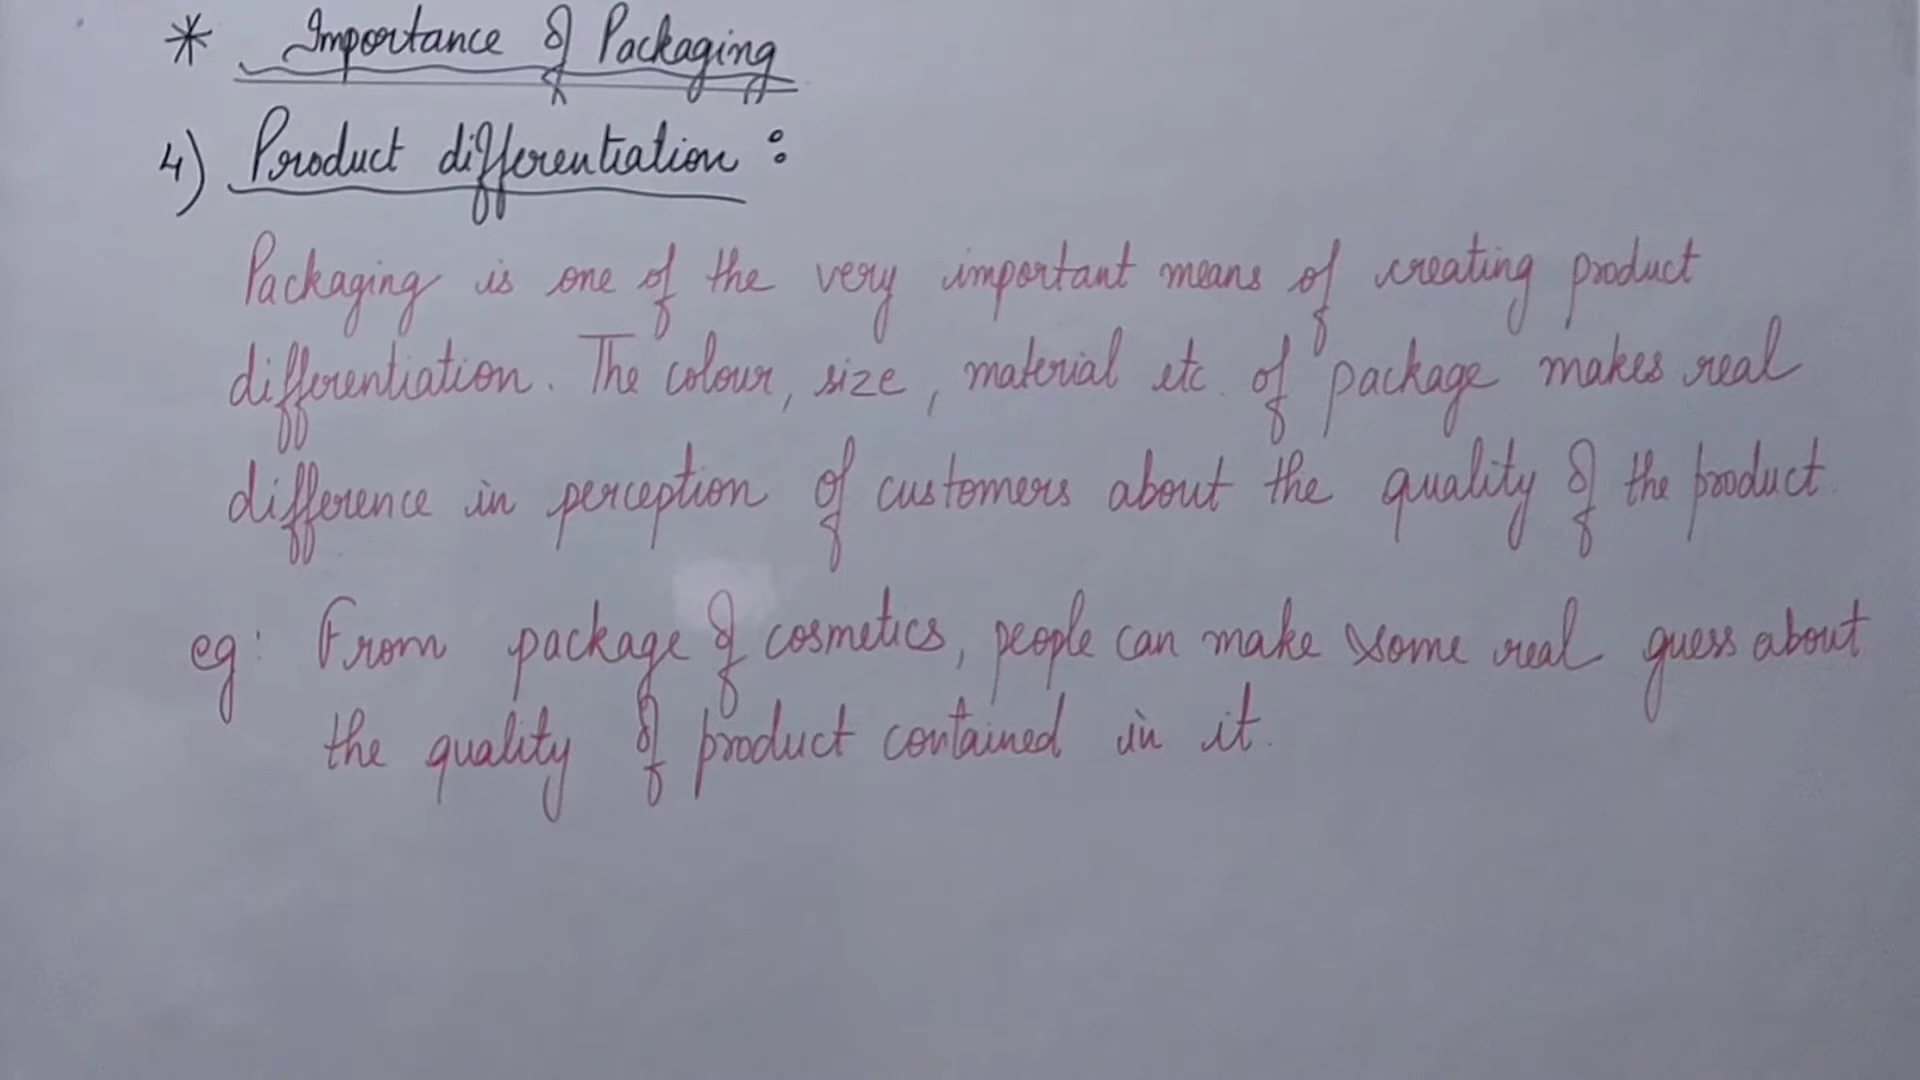 * Importance of Packaging
4) Product differentiation :
Packaging is one of the very important means of creating product
differentiation. The colour, size, material etc. of package makes real
difference in perception of customers about the quality of the product.
eg: From package of cosmetics, people can make some real guess about
the quality of product contained in it.